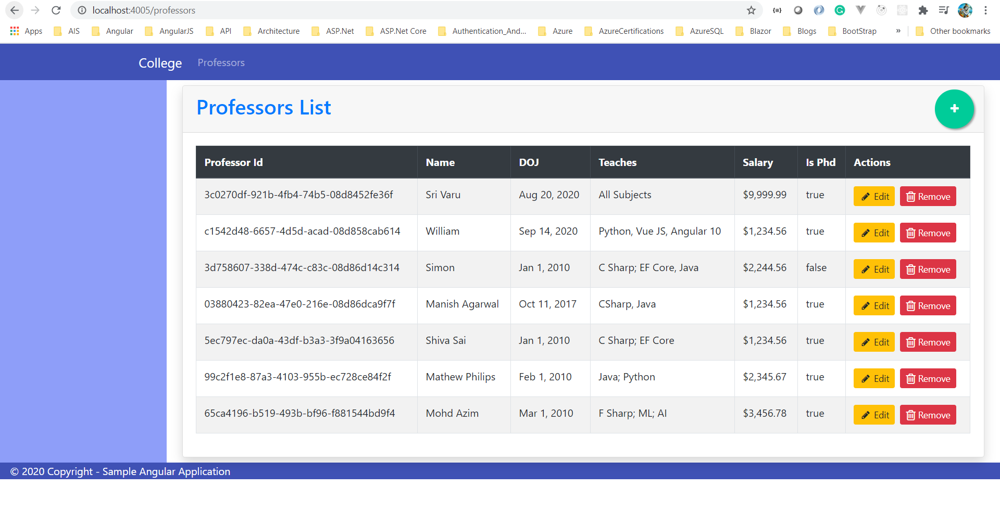 localhost:4005/professors
Apps AIS Angular AngularJS API Architecture ASP.Net ASP.Net Core Authentication_And... Azure AzureCertifications AzureSQL Blazor Blogs BootStrap » Other bookmarks
College Professors
Professors List
+
Professor Id Name DOJ Teaches Salary Is Phd Actions
3c0270df-921b-4fb4-74b5-08d8452fe36f Sri Varu Aug 20, 2020 All Subjects $9,999.99 true Edit Remove
c1542d48-6657-4d5d-acad-08d858cab614 William Sep 14, 2020 Python, Vue JS, Angular 10 $1,234.56 true Edit Remove
3d758607-338d-474c-c83c-08d86d14c314 Simon Jan 1, 2010 C Sharp; EF Core, Java $2,244.56 false Edit Remove
03880423-82ea-47e0-216e-08d86dca9f7f Manish Agarwal Oct 11, 2017 CSharp, Java $1,234.56 true Edit Remove
5ec797ec-da0a-43df-b3a3-3f9a04163656 Shiva Sai Jan 1, 2010 C Sharp; EF Core $1,234.56 true Edit Remove
99c2f1e8-87a3-4103-955b-ec728ce84f2f Mathew Philips Feb 1, 2010 Java; Python $2,345.67 true Edit Remove
65ca4196-b519-493b-bf96-f881544bd9f4 Mohd Azim Mar 1, 2010 F Sharp; ML; AI $3,456.78 true Edit Remove
© 2020 Copyright - Sample Angular Application